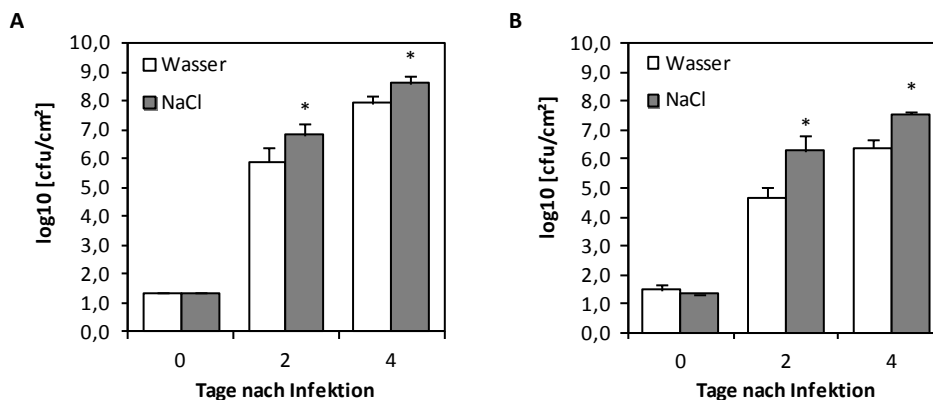 A
log10 [cfu/cm²]
10,0
9,0
8,0
7,0
6,0
5,0
4,0
3,0
2,0
1,0
0,0
Wasser
NaCl
*
*
0 2 4
Tage nach Infektion
B
log10 [cfu/cm²]
10,0
9,0
8,0
7,0
6,0
5,0
4,0
3,0
2,0
1,0
0,0
Wasser
NaCl
*
*
0 2 4
Tage nach Infektion